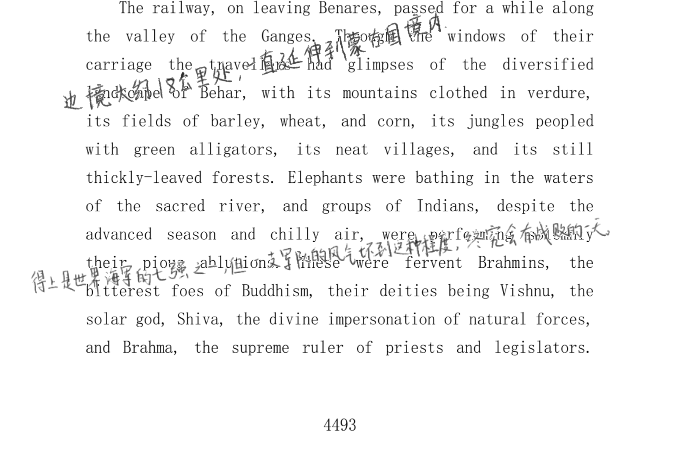 The railway, on leaving Benares, passed for a while along
the valley of the Ganges. Through the windows of their
carriage the travellers had glimpses of the diversified
landscape of Behar, with its mountains clothed in verdure,
边境大约18公里处,一直延伸到蒙古国境内
its fields of barley, wheat, and corn, its jungles peopled
with green alligators, its neat villages, and its still
thickly-leaved forests. Elephants were bathing in the waters
of the sacred river, and groups of Indians, despite the
advanced season and chilly air, were performing solemnly
their pious ablutions. These were fervent Brahmins, the
得上是世界海军的七强之一,但一支军队的风气坏到这种程度,终究会有战败的一天
bitterest foes of Buddhism, their deities being Vishnu, the
solar god, Shiva, the divine impersonation of natural forces,
and Brahma, the supreme ruler of priests and legislators.
4493